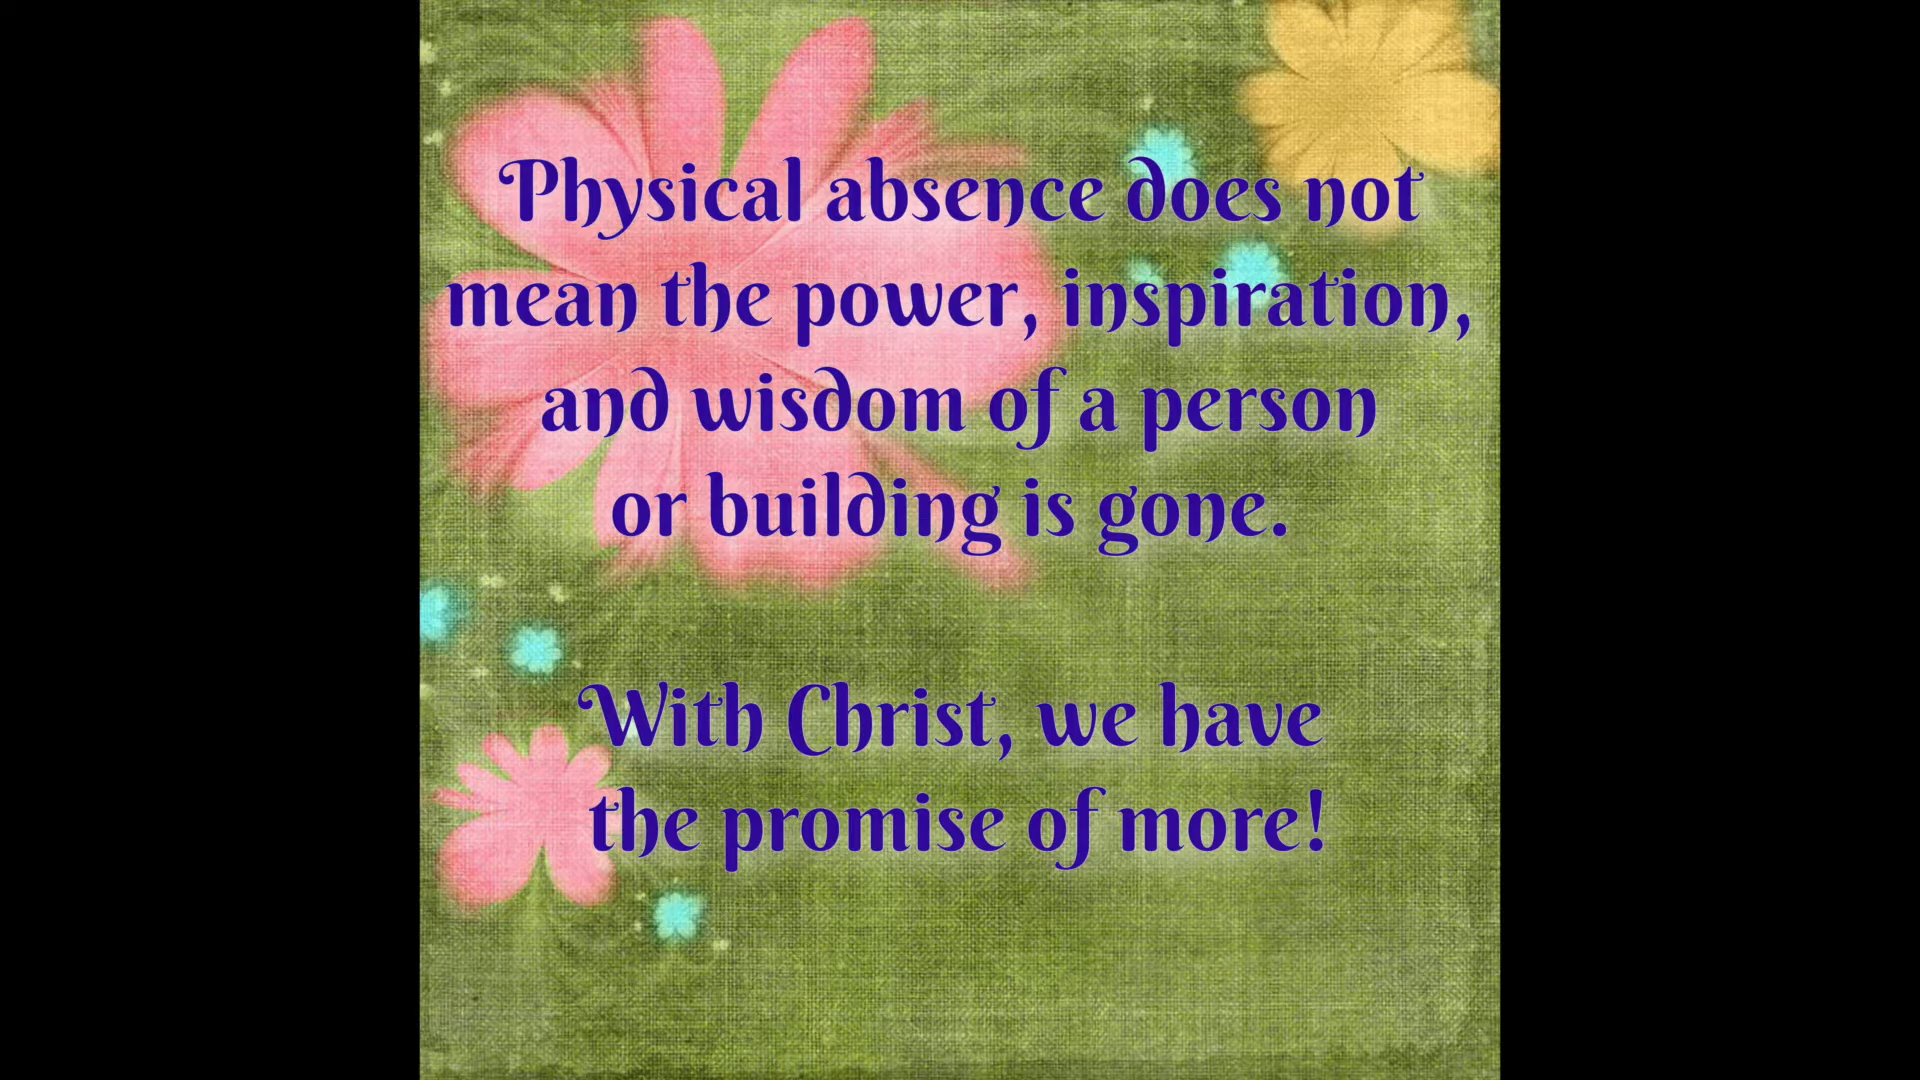 Physical absence does not
mean the power, inspiration,
and wisdom of a person
or building is gone.
With Christ, we have
the promise of more!